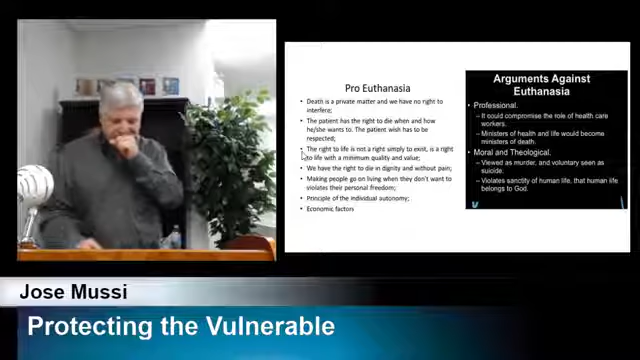 Pro Euthanasia
• Death is a private matter and we have no right to
interfere;
• The patient has the right to die when and how
he/she wants to. The patient wish has to be
respected;
• The right to life is not a right simply to exist, is a right
to life with a minimum quality and value;
• We have the right to die in dignity and without pain;
• Making people go on living when they don't want to
violates their personal freedom;
• Principle of the individual autonomy;
• Economic factors
Arguments Against
Euthanasia
• Professional.
– It could compromise the role of health care
workers.
– Ministers of health and life would become
ministers of death.
• Moral and Theological.
– Viewed as murder, and voluntary seen as
suicide.
– Violates sanctity of human life, that human life
belongs to God.
Jose Mussi
Protecting the Vulnerable